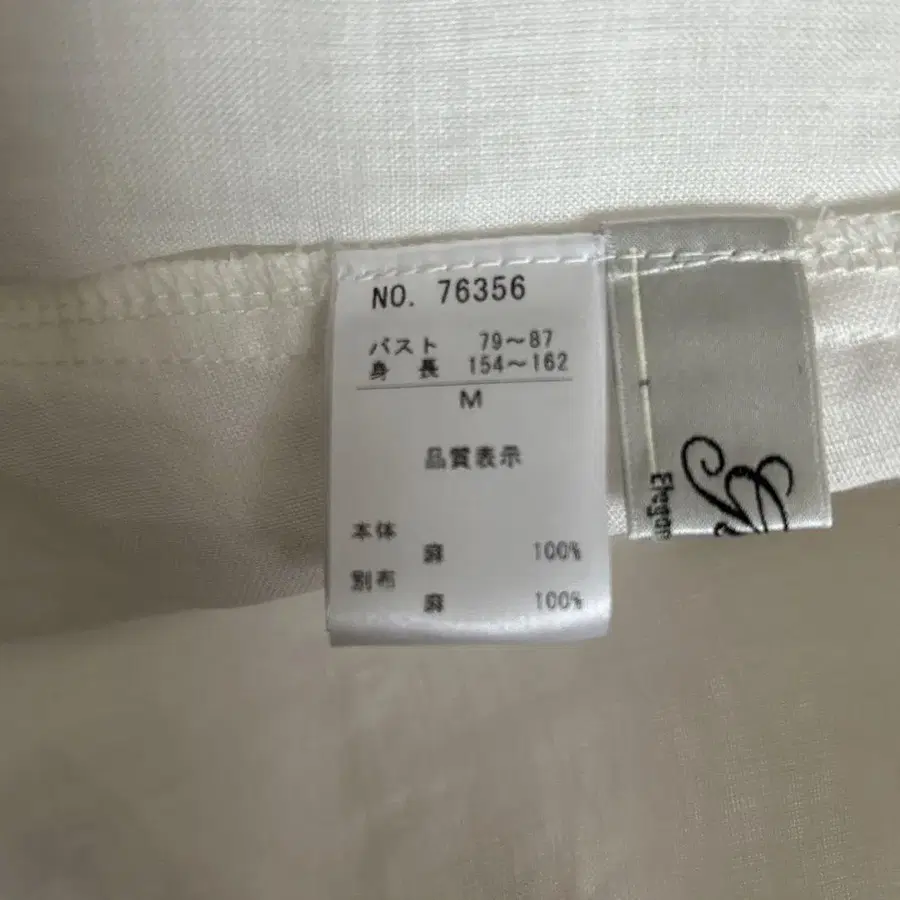 NO. 76356
バスト 79～87
身長 154～162
M
品質表示
本体
麻 100%
別布
麻 100%